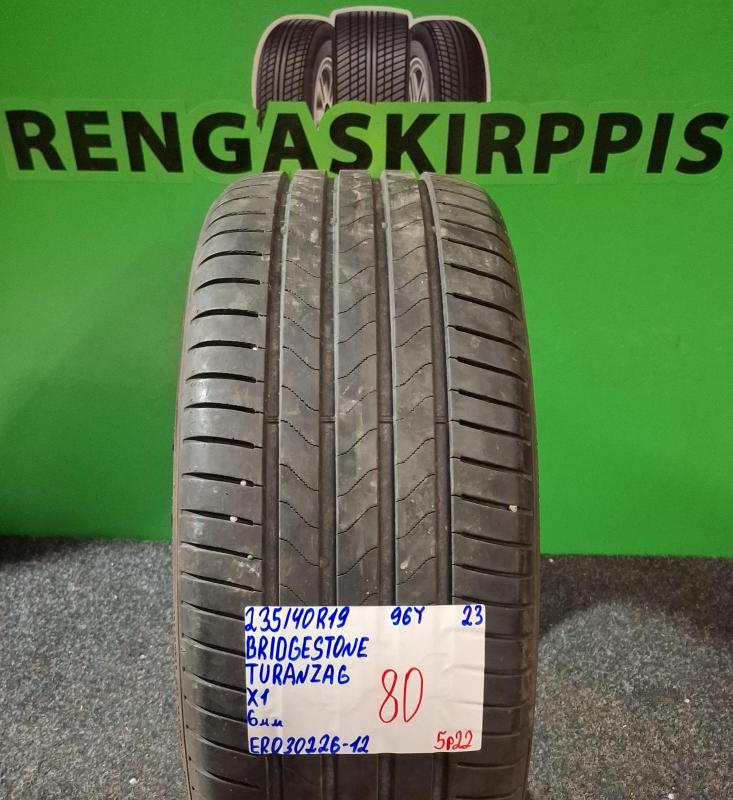 RENGASKIRPPIS
235/40R19 96Y 23
BRIDGESTONE
TURANZA6
X1
6мм
80
ER030226-12 5P22